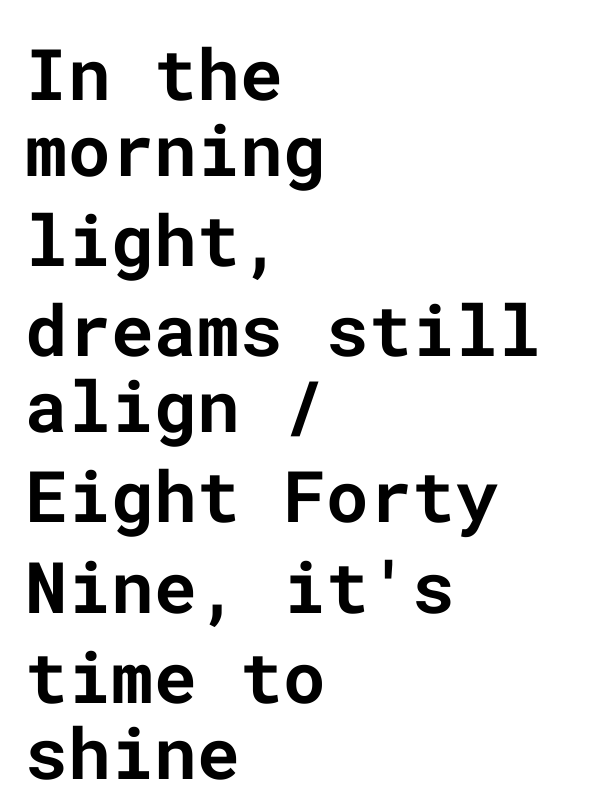 In the
morning
light,
dreams still
align /
Eight Forty
Nine, it's
time to
shine